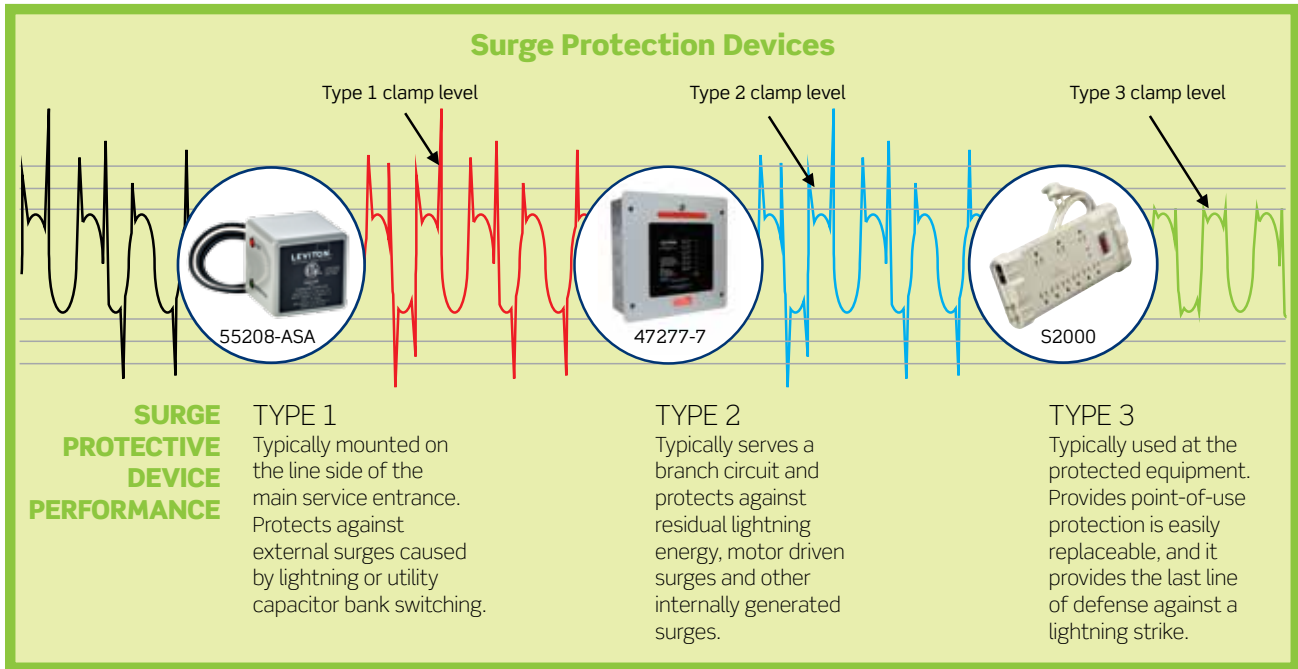 Surge Protection Devices
Type 1 clamp level
Type 2 clamp level
Type 3 clamp level
LEVITON
55208-ASA
47277-7
S2000
SURGE
PROTECTIVE
DEVICE
PERFORMANCE
TYPE 1
Typically mounted on
the line side of the
main service entrance.
Protects against
external surges caused
by lightning or utility
capacitor bank switching.
TYPE 2
Typically serves a
branch circuit and
protects against
residual lightning
energy, motor driven
surges and other
internally generated
surges.
TYPE 3
Typically used at the
protected equipment.
Provides point-of-use
protection is easily
replaceable, and it
provides the last line
of defense against a
lightning strike.